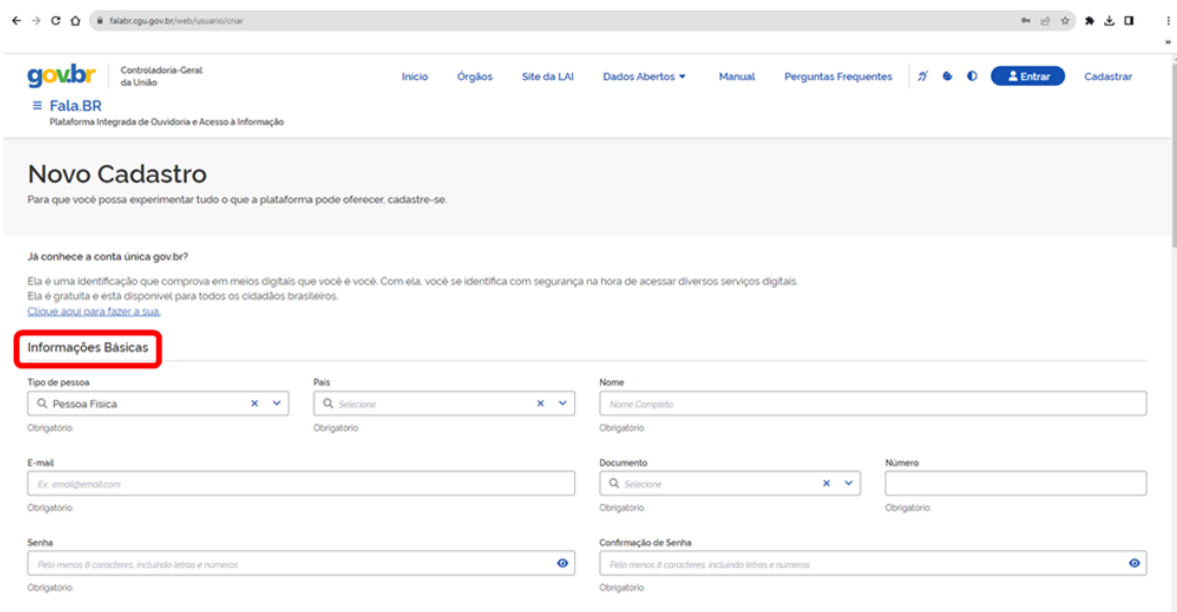 falabr.cgu.gov.br/web/usuario/criar
gov.br
Controladoria-Geral
da União
Início Órgãos Site da LAI Dados Abertos Manual Perguntas Frequentes Entrar Cadastrar
Fala.BR
Plataforma Integrada de Ouvidoria e Acesso à Informação
Novo Cadastro
Para que você possa experimentar tudo o que a plataforma pode oferecer, cadastre-se.
Já conhece a conta única gov.br?
Ela é uma identificação que comprova em meios digitais que você é você. Com ela, você se identifica com segurança na hora de acessar diversos serviços digitais.
Ela é gratuita e está disponível para todos os cidadãos brasileiros.
Clique aqui para fazer a sua.
Informações Básicas
Tipo de pessoa País Nome
Pessoa Física Selecione Nome Completo
Obrigatório. Obrigatório. Obrigatório.
E-mail Documento Número
Ex. email@email.com Selecione
Obrigatório. Obrigatório. Obrigatório.
Senha Confirmação de Senha
Pelo menos 8 caracteres, incluindo letras e números Pelo menos 8 caracteres, incluindo letras e números
Obrigatório. Obrigatório.